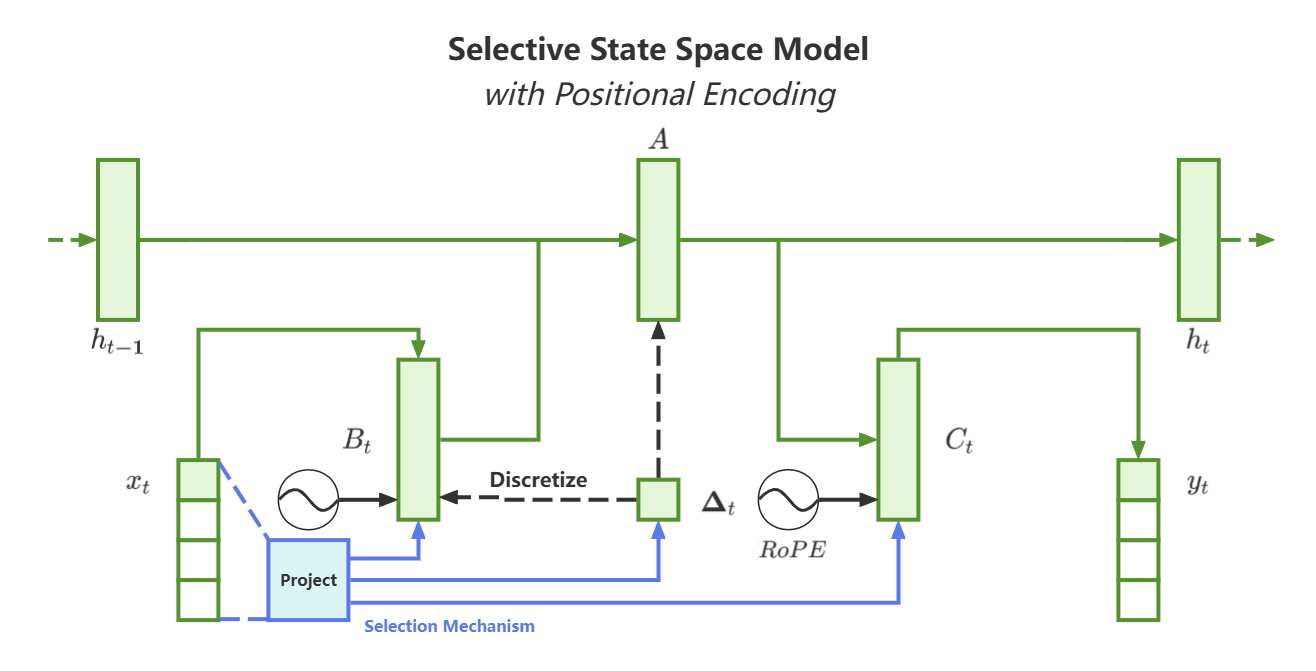 Selective State Space Model
with Positional Encoding
A
h_{t-1}
h_t
B_t
C_t
x_t
Discretize
Δ_t
y_t
RoPE
Project
Selection Mechanism